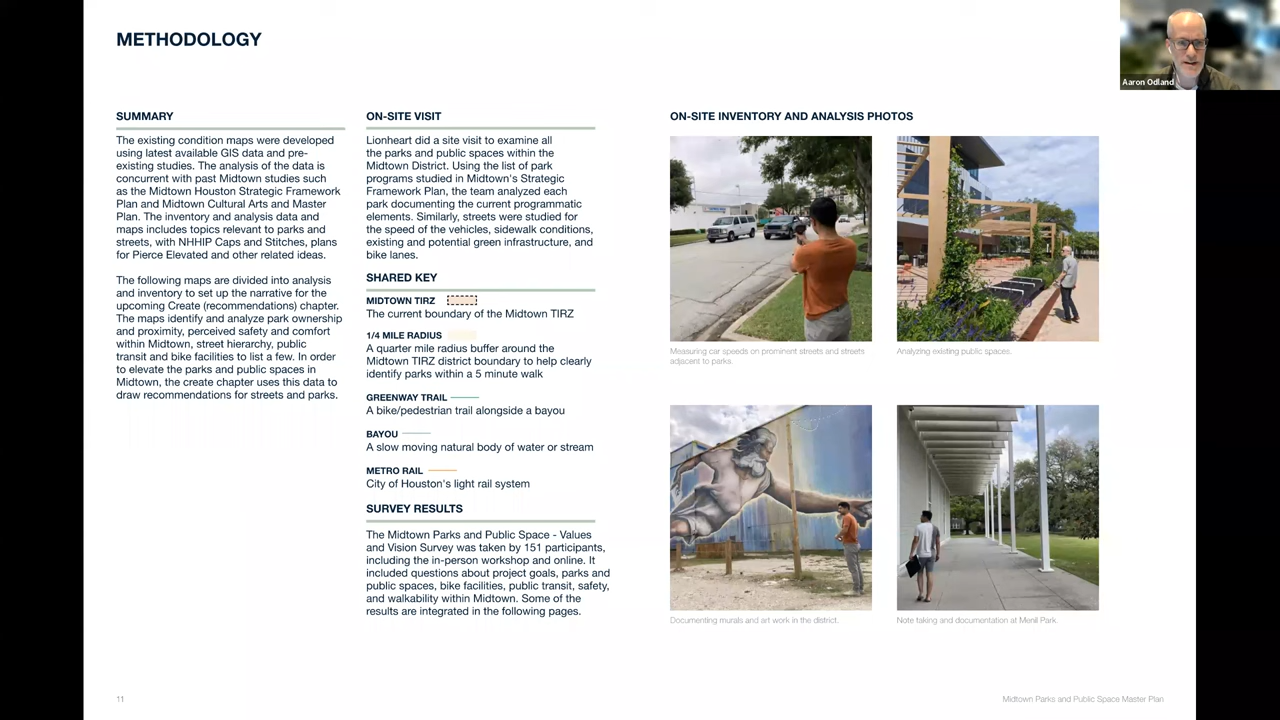 METHODOLOGY
Aaron Odland
SUMMARY
The existing condition maps were developed
using latest available GIS data and pre-
existing studies. The analysis of the data is
concurrent with past Midtown studies such
as the Midtown Houston Strategic Framework
Plan and Midtown Cultural Arts and Master
Plan. The inventory and analysis data and
maps includes topics relevant to parks and
streets, with NHHIP Caps and Stitches, plans
for Pierce Elevated and other related ideas.
The following maps are divided into analysis
and inventory to set up the narrative for the
upcoming Create (recommendations) chapter.
The maps identify and analyze park ownership
and proximity, perceived safety and comfort
within Midtown, street hierarchy, public
transit and bike facilities to list a few. In order
to elevate the parks and public spaces in
Midtown, the create chapter uses this data to
draw recommendations for streets and parks.
ON-SITE VISIT
Lionheart did a site visit to examine all
the parks and public spaces within the
Midtown District. Using the list of park
programs studied in Midtown's Strategic
Framework Plan, the team analyzed each
park documenting the current programmatic
elements. Similarly, streets were studied for
the speed of the vehicles, sidewalk conditions,
existing and potential green infrastructure, and
bike lanes.
SHARED KEY
MIDTOWN TIRZ
The current boundary of the Midtown TIRZ
1/4 MILE RADIUS
A quarter mile radius buffer around the
Midtown TIRZ district boundary to help clearly
identify parks within a 5 minute walk
GREENWAY TRAIL
A bike/pedestrian trail alongside a bayou
BAYOU
A slow moving natural body of water or stream
METRO RAIL
City of Houston's light rail system
SURVEY RESULTS
The Midtown Parks and Public Space - Values
and Vision Survey was taken by 151 participants,
including the in-person workshop and online. It
included questions about project goals, parks and
public spaces, bike facilities, public transit, safety,
and walkability within Midtown. Some of the
results are integrated in the following pages.
ON-SITE INVENTORY AND ANALYSIS PHOTOS
Measuring car speeds on prominent streets and streets
adjacent to parks.
Analyzing existing public spaces.
Documenting murals and art work in the district.
Note taking and documentation at Menil Park.
11
Midtown Parks and Public Space Master Plan